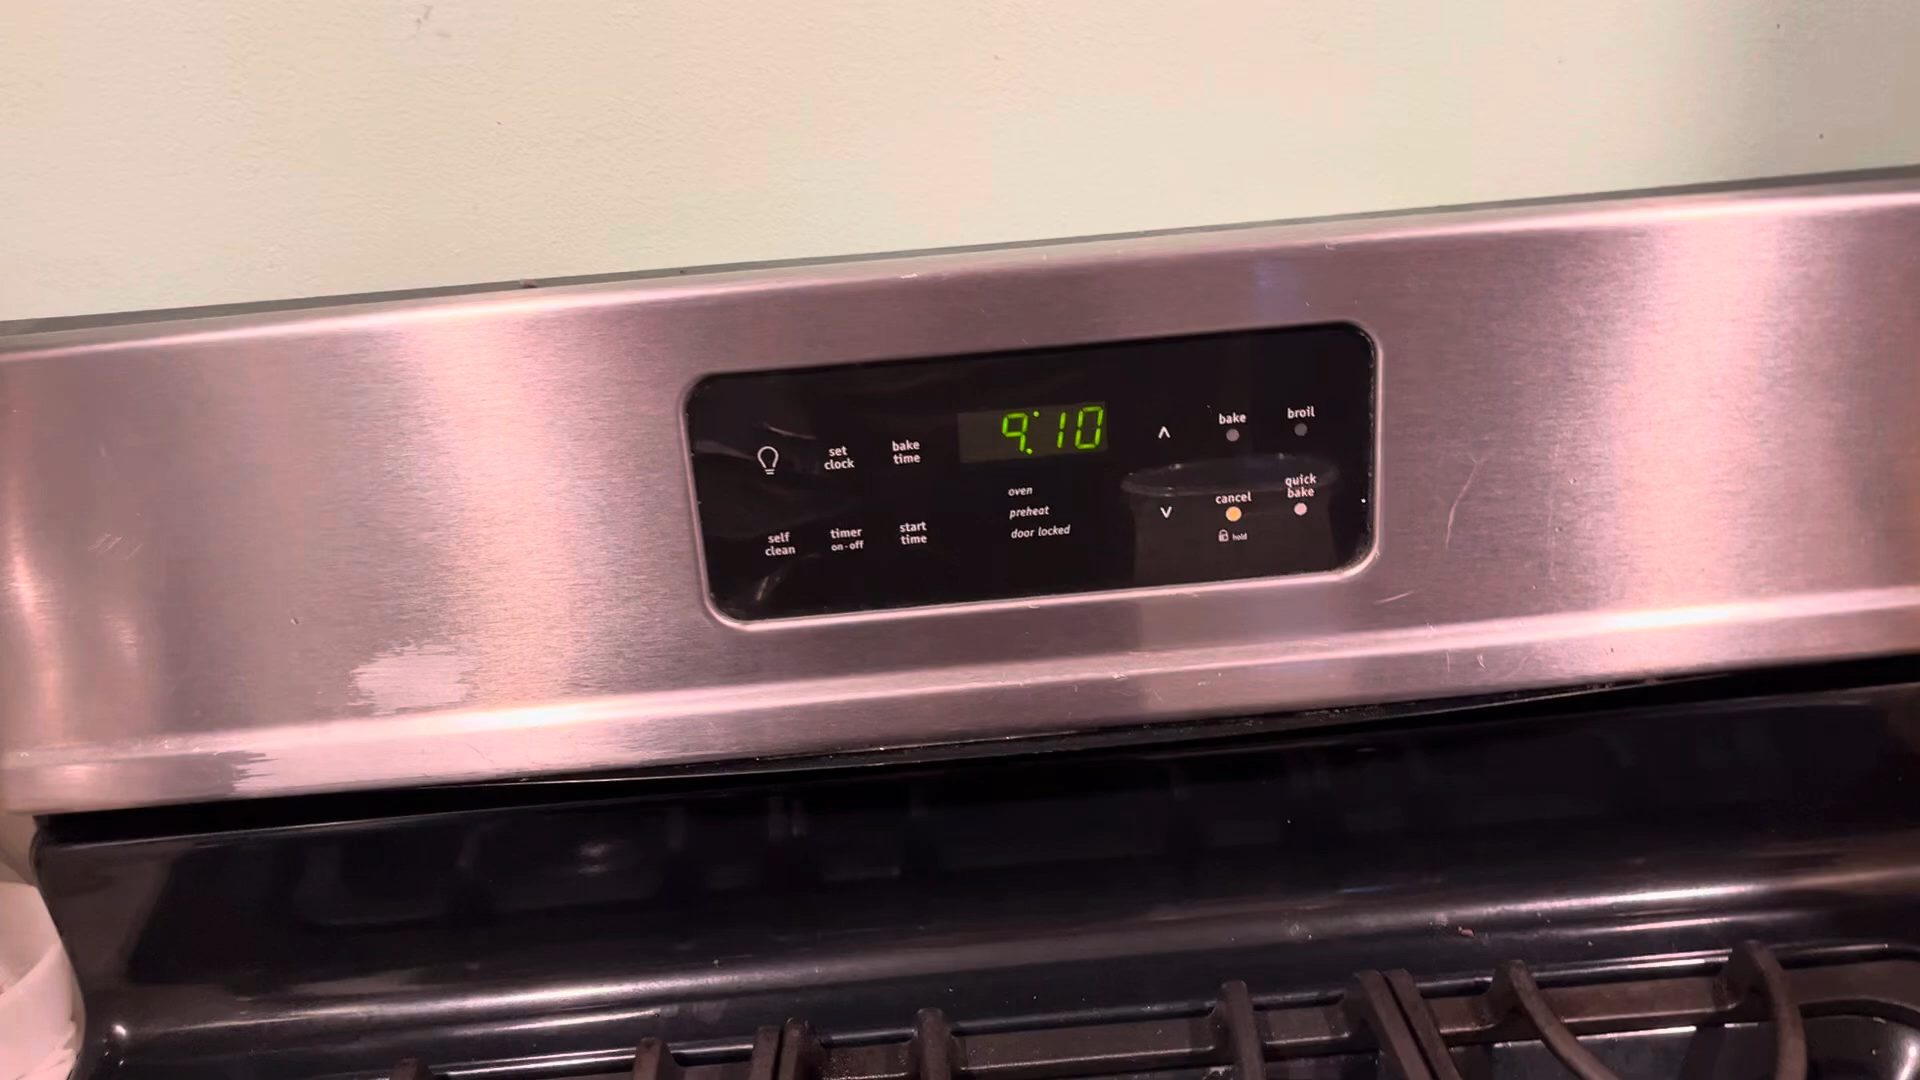 set
clock
bake
time
9:10
^
bake
broil
self
clean
timer
on-off
start
time
oven
preheat
door locked
v
cancel
hold
quick
bake